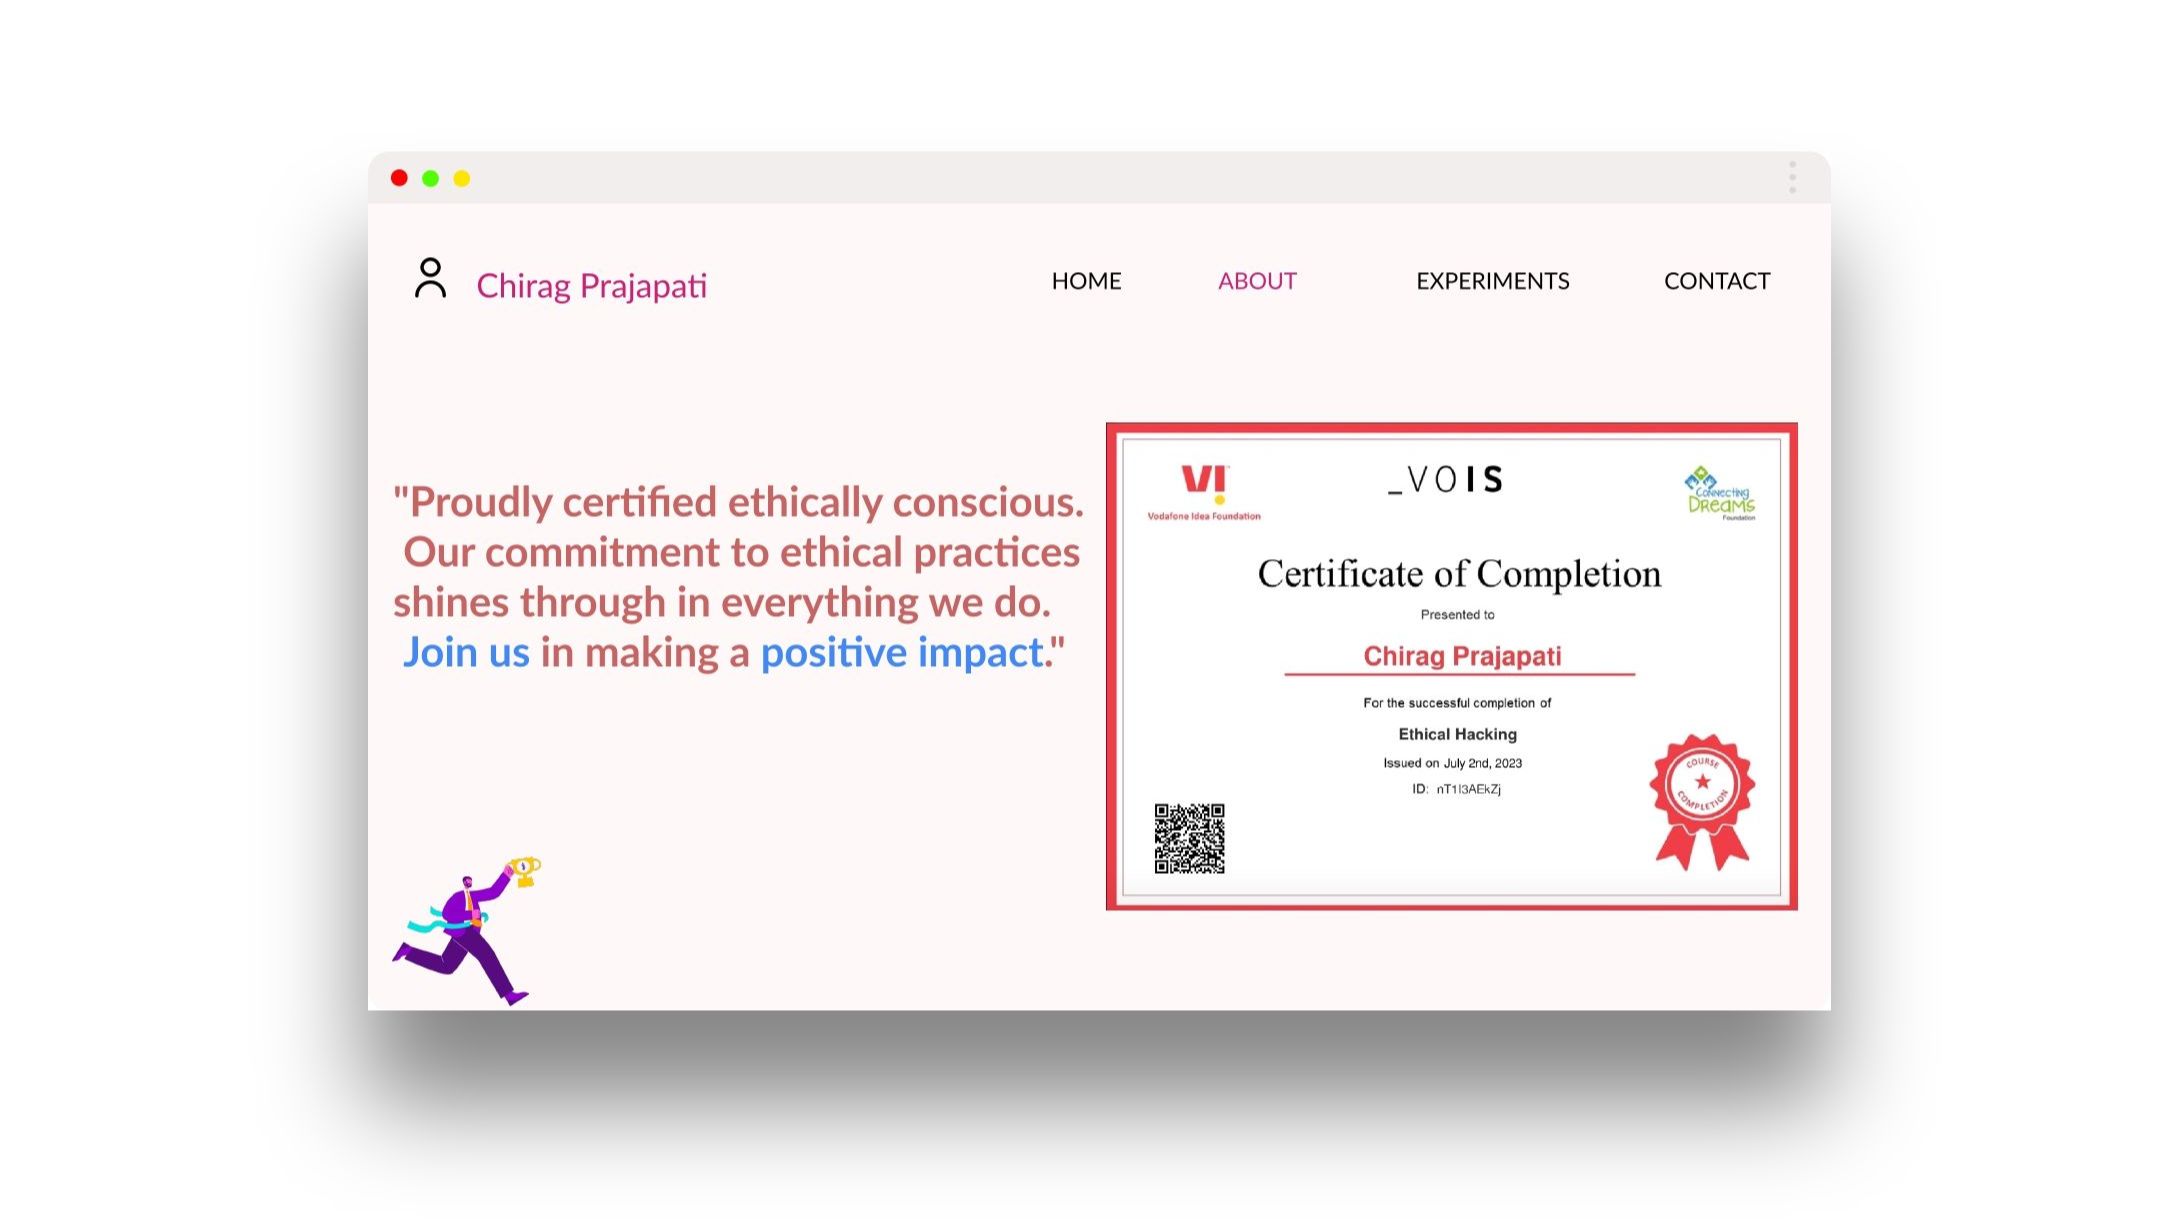 Chirag Prajapati
HOME
ABOUT
EXPERIMENTS
CONTACT
"Proudly certified ethically conscious.
Our commitment to ethical practices
shines through in everything we do.
Join us in making a positive impact."
VI
Vodafone Idea Foundation
_VOIS
Connecting
Dreams
Foundation
Certificate of Completion
Presented to
Chirag Prajapati
For the successful completion of
Ethical Hacking
Issued on July 2nd, 2023
ID: nT1l3AEkZj
COURSE
COMPLETION